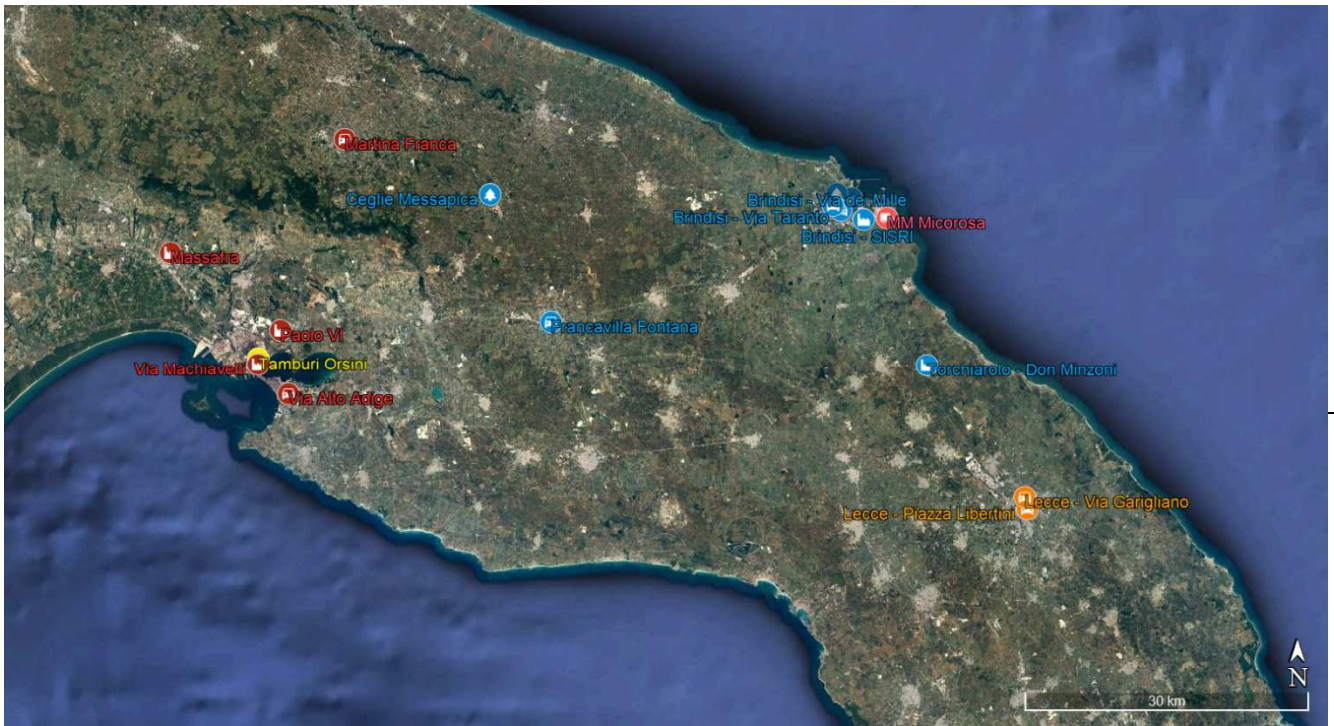 Martina Franca
Ceglie Messapica
Brindisi - Via dei Mille
Brindisi - Via Taranto
MM Micorosa
Brindisi - SISRI
Massafra
Francavilla Fontana
Paolo VI
Tamburi Orsini
Via Machiavelli
Torchiarolo - Don Minzoni
Via Alto Adige
Lecce - Via Garigliano
Lecce - Piazza Libertini
N
30 km